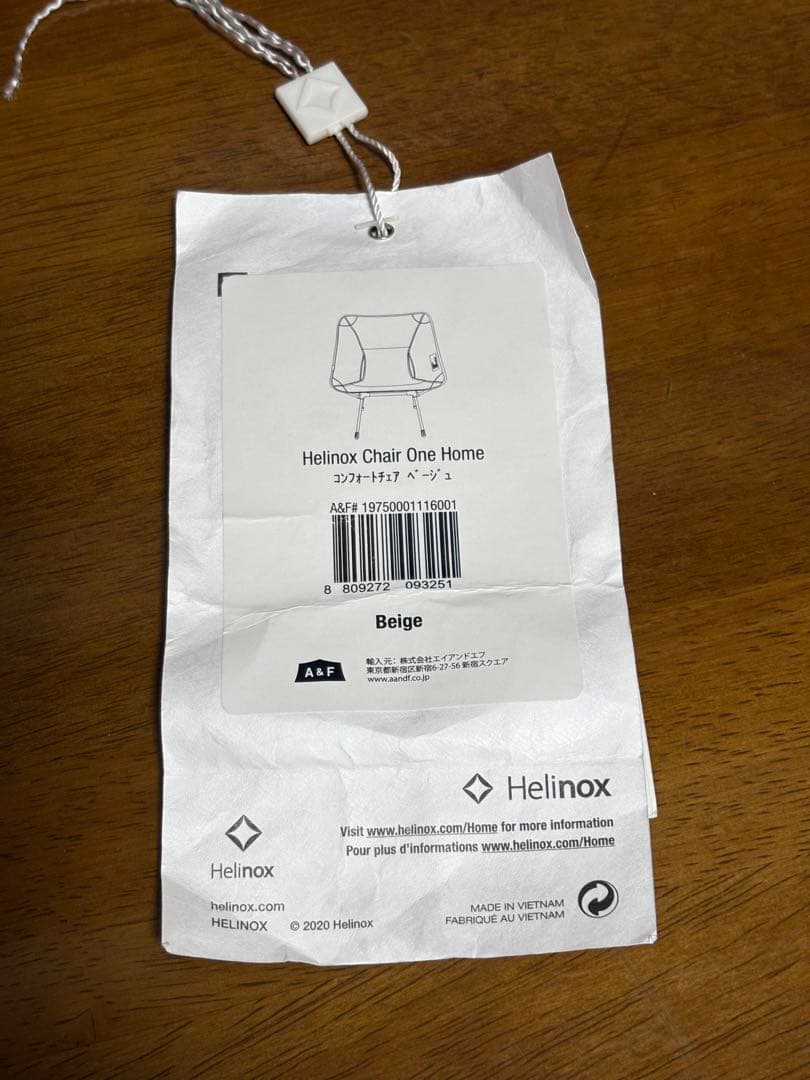 Helinox Chair One Home
コンフォートチェア ベージュ
A&F# 19750001116001
8 809272 093251
Beige
A&F
輸入元: 株式会社エイアンドエフ
東京都新宿区新宿6-27-56 新宿スクエア
www.aandf.co.jp
Helinox
Visit www.helinox.com/Home for more information
Pour plus d'informations www.helinox.com/Home
Helinox
helinox.com
HELINOX © 2020 Helinox
MADE IN VIETNAM
FABRIQUÉ AU VIETNAM